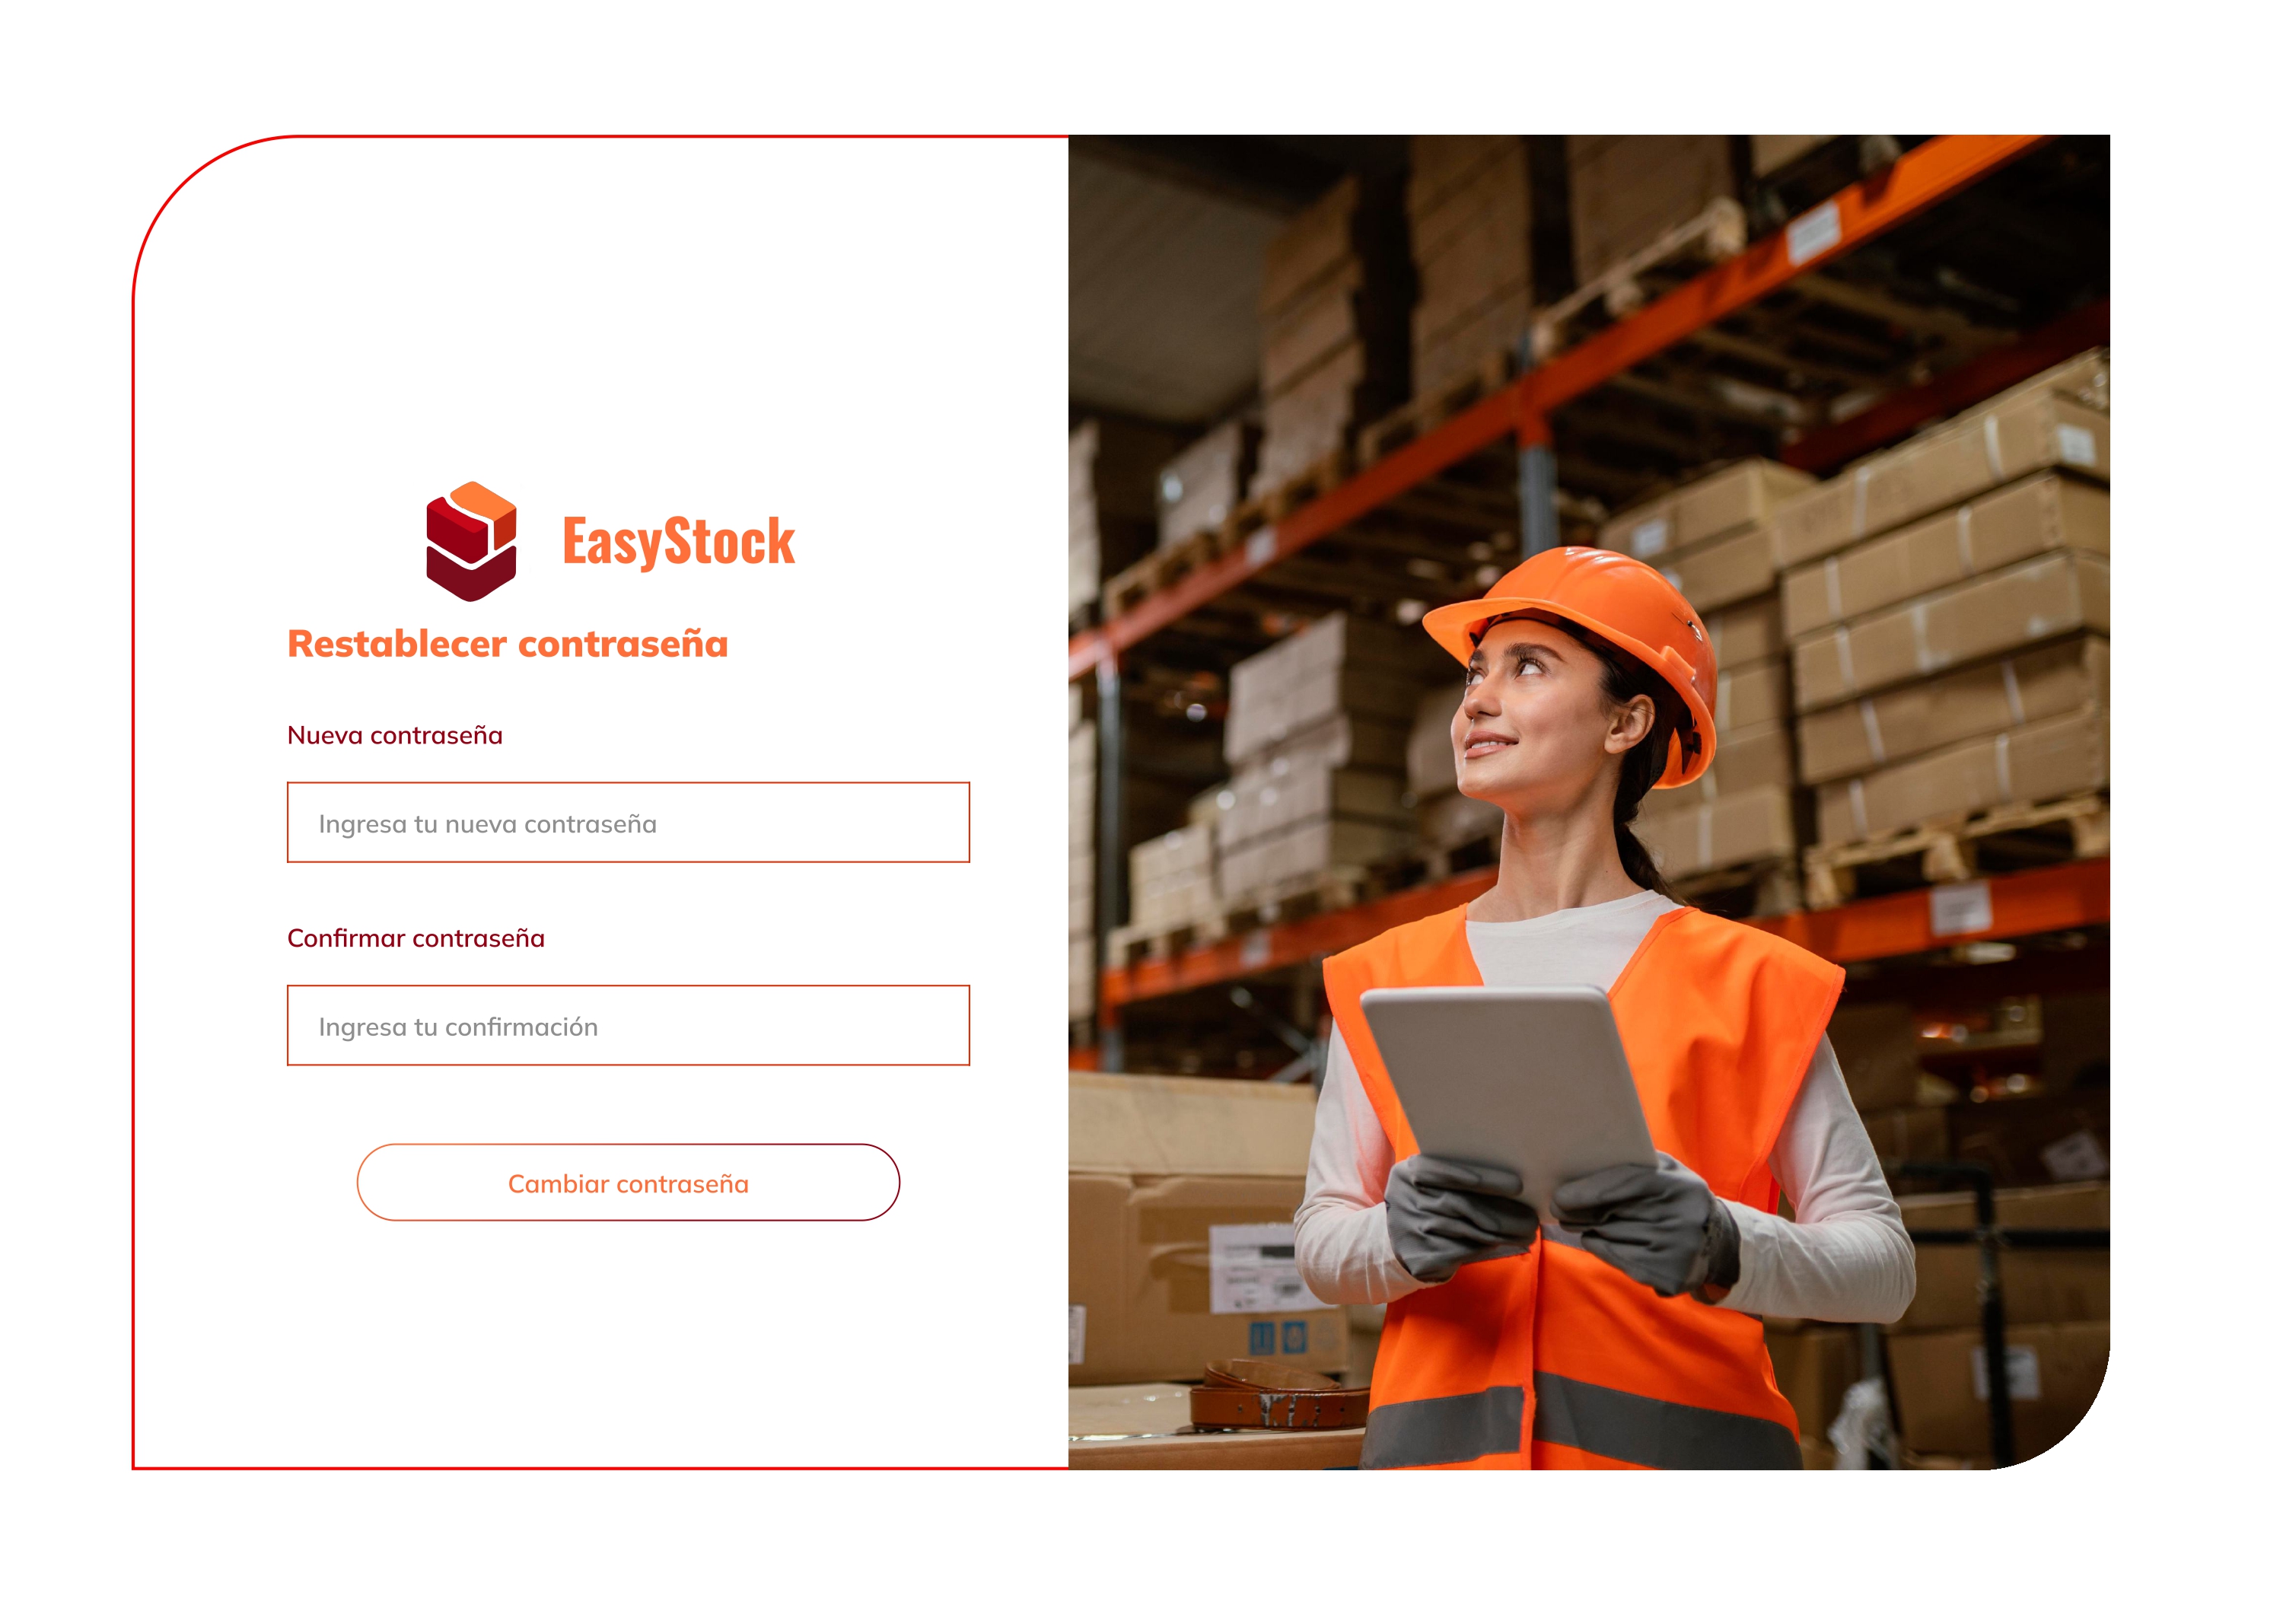 EasyStock
Restablecer contraseña
Nueva contraseña
Ingresa tu nueva contraseña
Confirmar contraseña
Ingresa tu confirmación
Cambiar contraseña